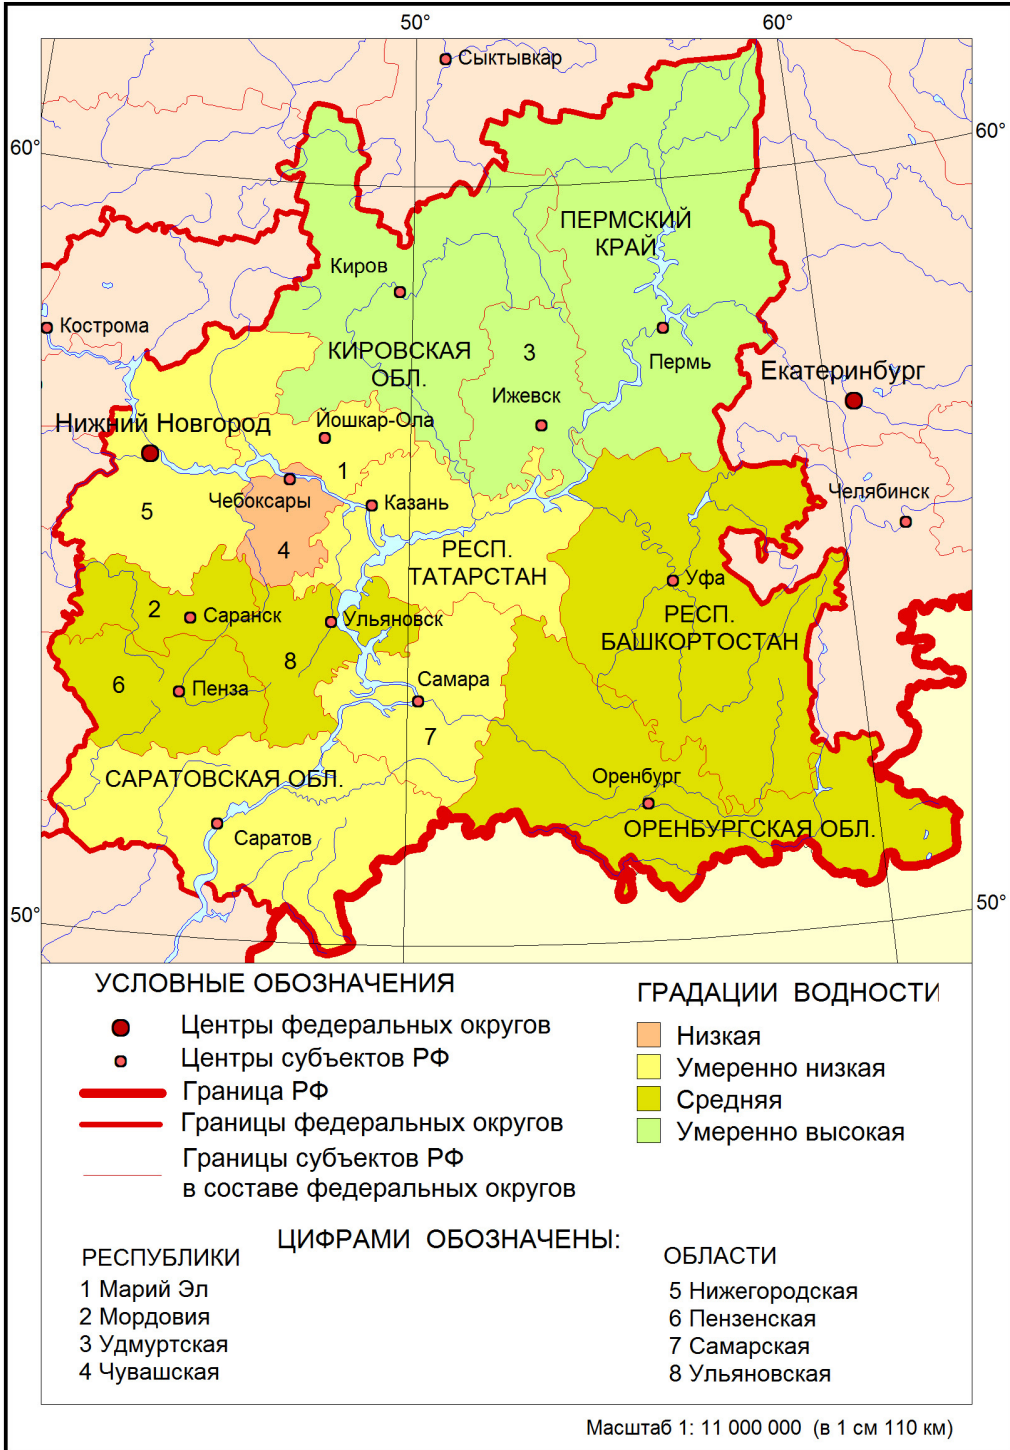 50°
60°
Сыктывкар
60°
60°
ПЕРМСКИЙ
КРАЙ
Киров
Кострома
КИРОВСКАЯ
ОБЛ.
3
Пермь
Екатеринбург
Ижевск
Нижний Новгород
Йошкар-Ола
1
Чебоксары
Казань
Челябинск
5
4
РЕСП.
ТАТАРСТАН
Уфа
2
Саранск
Ульяновск
РЕСП.
БАШКОРТОСТАН
8
6
Пенза
Самара
7
САРАТОВСКАЯ ОБЛ.
Оренбург
Саратов
ОРЕНБУРГСКАЯ ОБЛ.
50°
50°
УСЛОВНЫЕ ОБОЗНАЧЕНИЯ
Центры федеральных округов
Центры субъектов РФ
Граница РФ
Границы федеральных округов
Границы субъектов РФ
в составе федеральных округов
ГРАДАЦИИ ВОДНОСТИ
Низкая
Умеренно низкая
Средняя
Умеренно высокая
ЦИФРАМИ ОБОЗНАЧЕНЫ:
РЕСПУБЛИКИ
1 Марий Эл
2 Мордовия
3 Удмуртская
4 Чувашская
ОБЛАСТИ
5 Нижегородская
6 Пензенская
7 Самарская
8 Ульяновская
Масштаб 1: 11 000 000 (в 1 см 110 км)